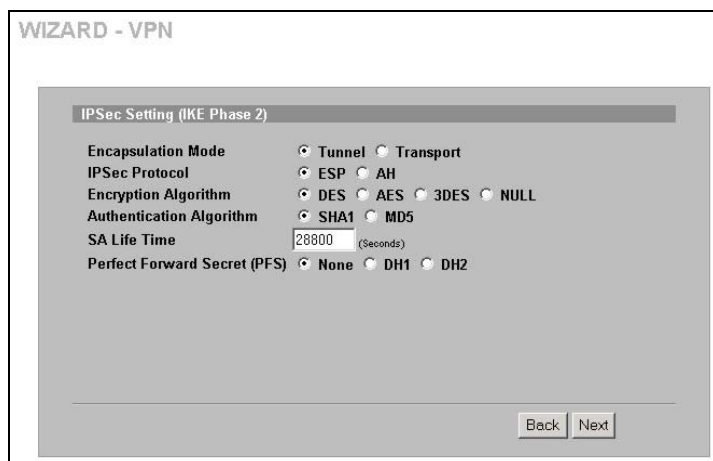 WIZARD - VPN
IPSec Setting (IKE Phase 2)
Encapsulation Mode Tunnel Transport
IPSec Protocol ESP AH
Encryption Algorithm DES AES 3DES NULL
Authentication Algorithm SHA1 MD5
SA Life Time 28800 (Seconds)
Perfect Forward Secret (PFS) None DH1 DH2
Back Next